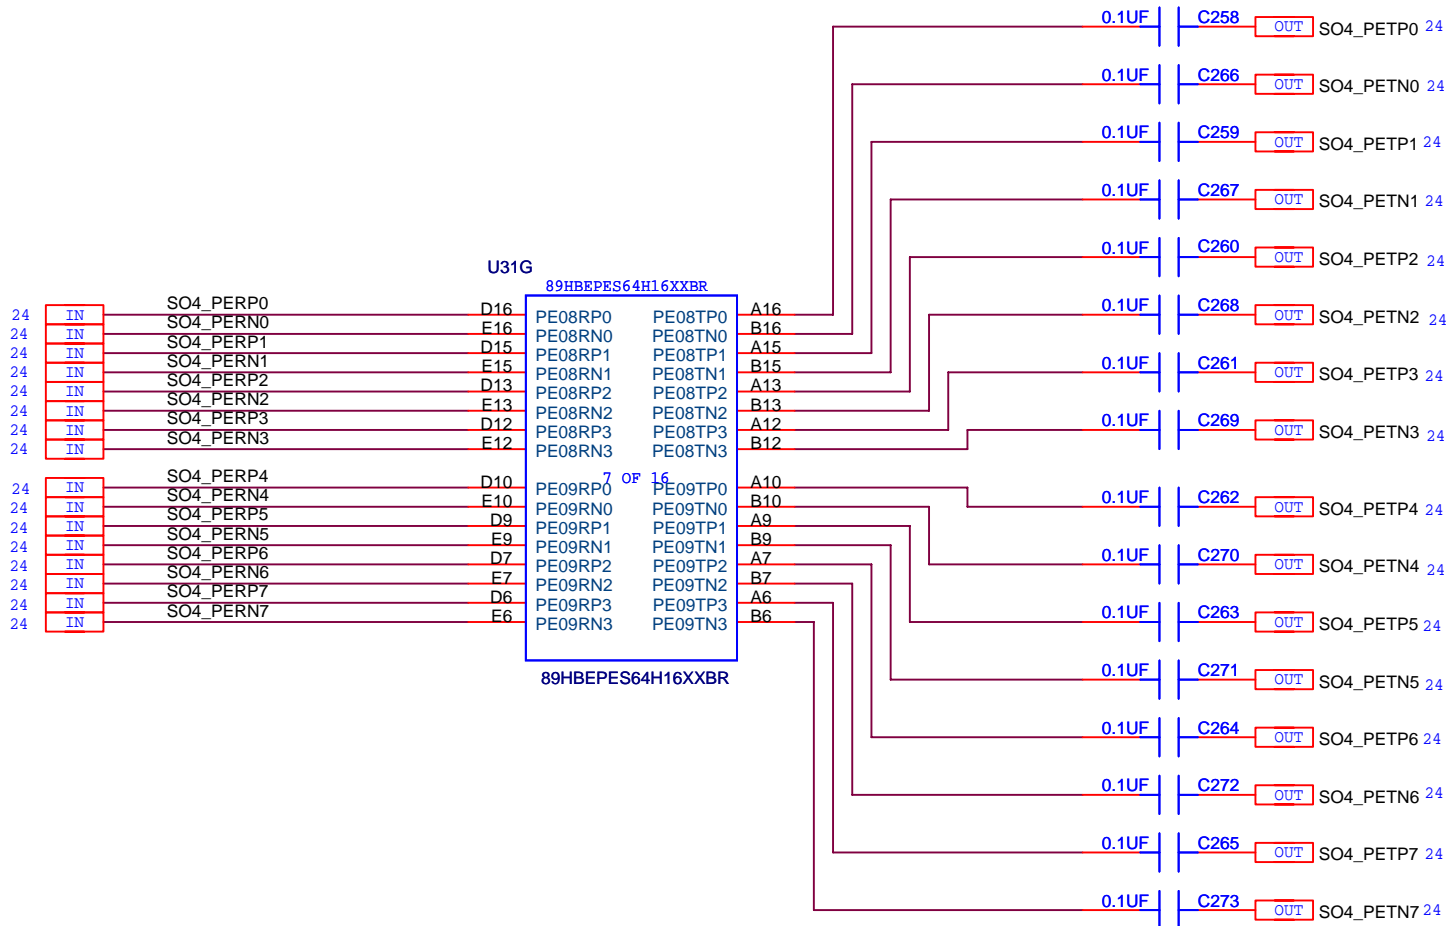 0.1UF C258 OUT SO4_PETP0 24
0.1UF C266 OUT SO4_PETN0 24
0.1UF C259 OUT SO4_PETP1 24
0.1UF C267 OUT SO4_PETN1 24
0.1UF C260 OUT SO4_PETP2 24
0.1UF C268 OUT SO4_PETN2 24
0.1UF C261 OUT SO4_PETP3 24
0.1UF C269 OUT SO4_PETN3 24
0.1UF C262 OUT SO4_PETP4 24
0.1UF C270 OUT SO4_PETN4 24
0.1UF C263 OUT SO4_PETP5 24
0.1UF C271 OUT SO4_PETN5 24
0.1UF C264 OUT SO4_PETP6 24
0.1UF C272 OUT SO4_PETN6 24
0.1UF C265 OUT SO4_PETP7 24
0.1UF C273 OUT SO4_PETN7 24
U31G
89HBEPES64H16XXBR
24 IN SO4_PERP0 D16 PE08RP0 PE08TP0 A16
24 IN SO4_PERN0 E16 PE08RN0 PE08TN0 B16
24 IN SO4_PERP1 D15 PE08RP1 PE08TP1 A15
24 IN SO4_PERN1 E15 PE08RN1 PE08TN1 B15
24 IN SO4_PERP2 D13 PE08RP2 PE08TP2 A13
24 IN SO4_PERN2 E13 PE08RN2 PE08TN2 B13
24 IN SO4_PERP3 D12 PE08RP3 PE08TP3 A12
24 IN SO4_PERN3 E12 PE08RN3 PE08TN3 B12
7 OF 16
24 IN SO4_PERP4 D10 PE09RP0 PE09TP0 A10
24 IN SO4_PERN4 E10 PE09RN0 PE09TN0 B10
24 IN SO4_PERP5 D9 PE09RP1 PE09TP1 A9
24 IN SO4_PERN5 E9 PE09RN1 PE09TN1 B9
24 IN SO4_PERP6 D7 PE09RP2 PE09TP2 A7
24 IN SO4_PERN6 E7 PE09RN2 PE09TN2 B7
24 IN SO4_PERP7 D6 PE09RP3 PE09TP3 A6
24 IN SO4_PERN7 E6 PE09RN3 PE09TN3 B6
89HBEPES64H16XXBR